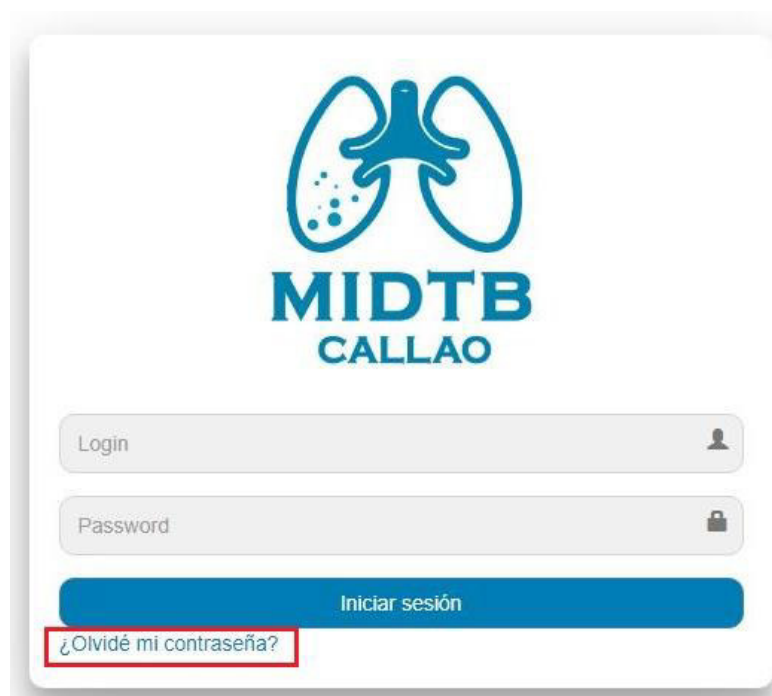 MIDTB
CALLAO
Login
Password
Iniciar sesión
¿Olvidé mi contraseña?